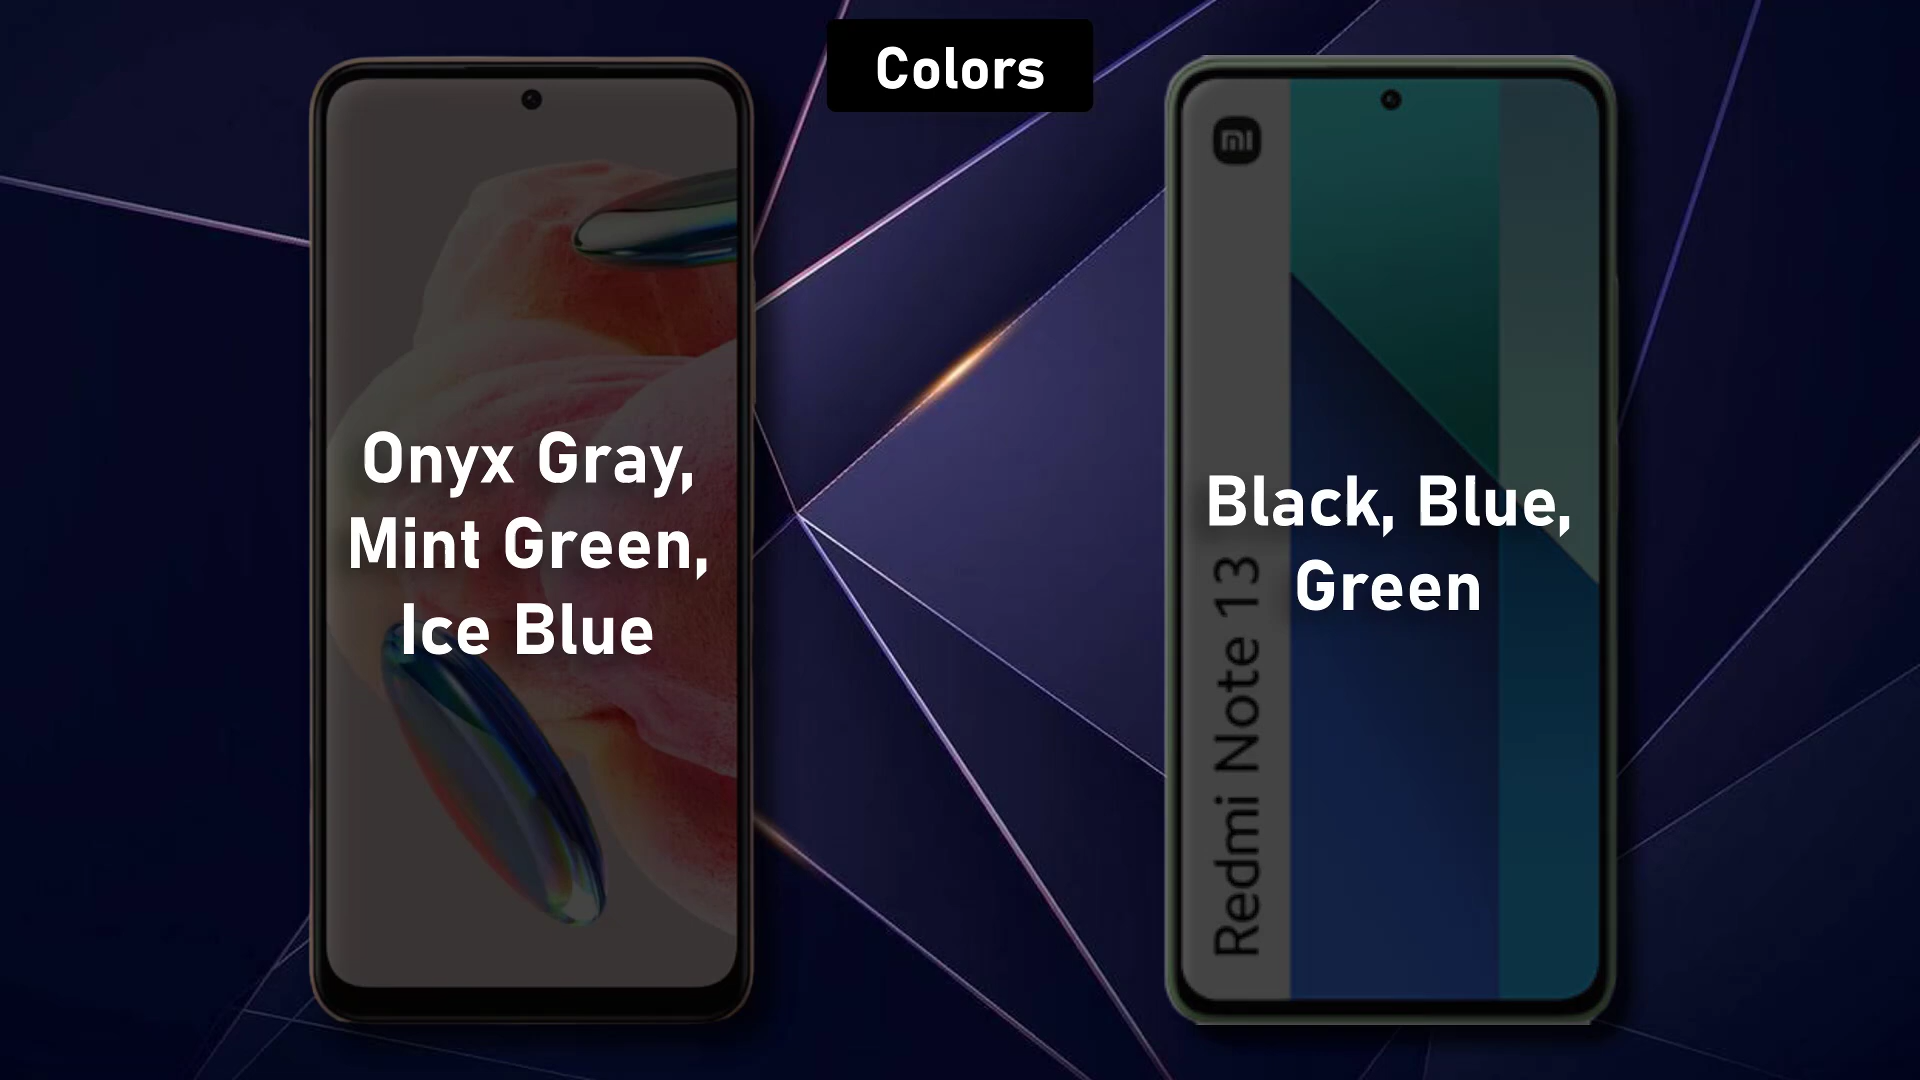 Colors
Onyx Gray,
Mint Green,
Ice Blue
mi
Redmi Note 13
Black, Blue,
Green